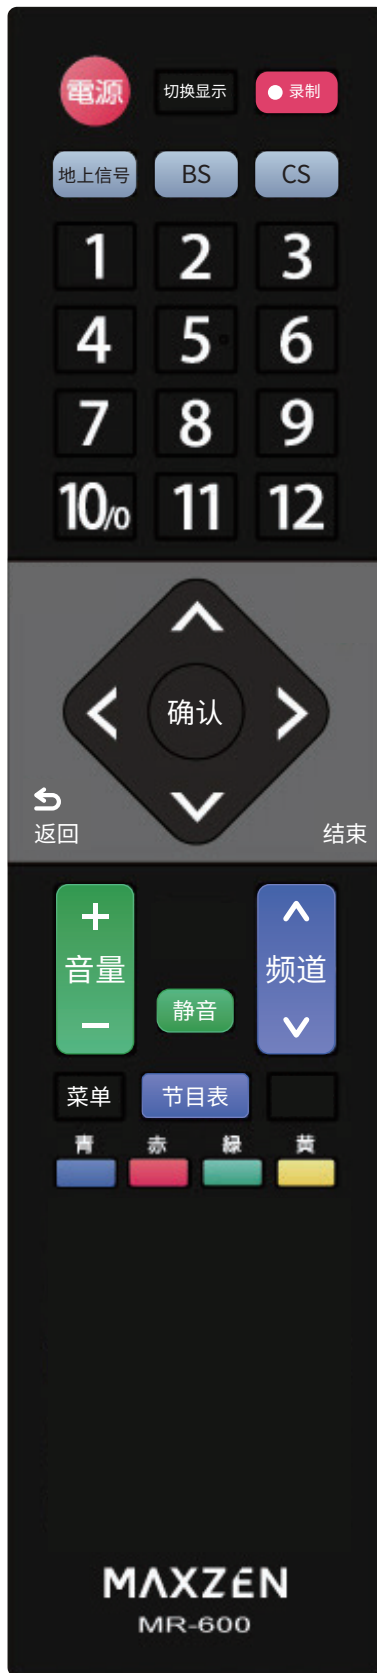 電源 切换显示 录制
地上信号 BS CS
1 2 3
4 5 6
7 8 9
10/0 11 12
确认
返回 结束
音量 频道
静音
菜单 节目表
青 赤 緑 黄
MAXZEN
MR-600